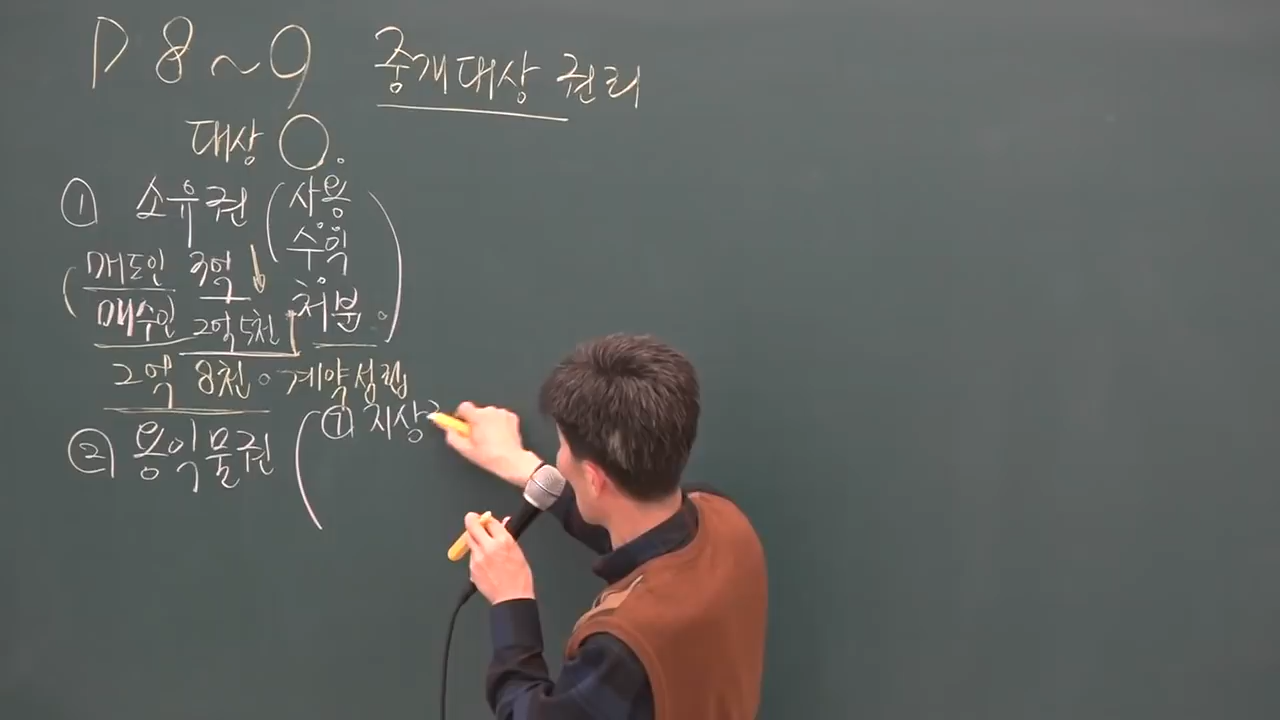 P 8~9 중개대상 권리
대상 ○.
① 소유권 (사용
수익
처분.)
(매도인 3억 ↓
매수인 2억 5천
2억 8천. 계약성립
② 용익물권 ( ㉠ 지상